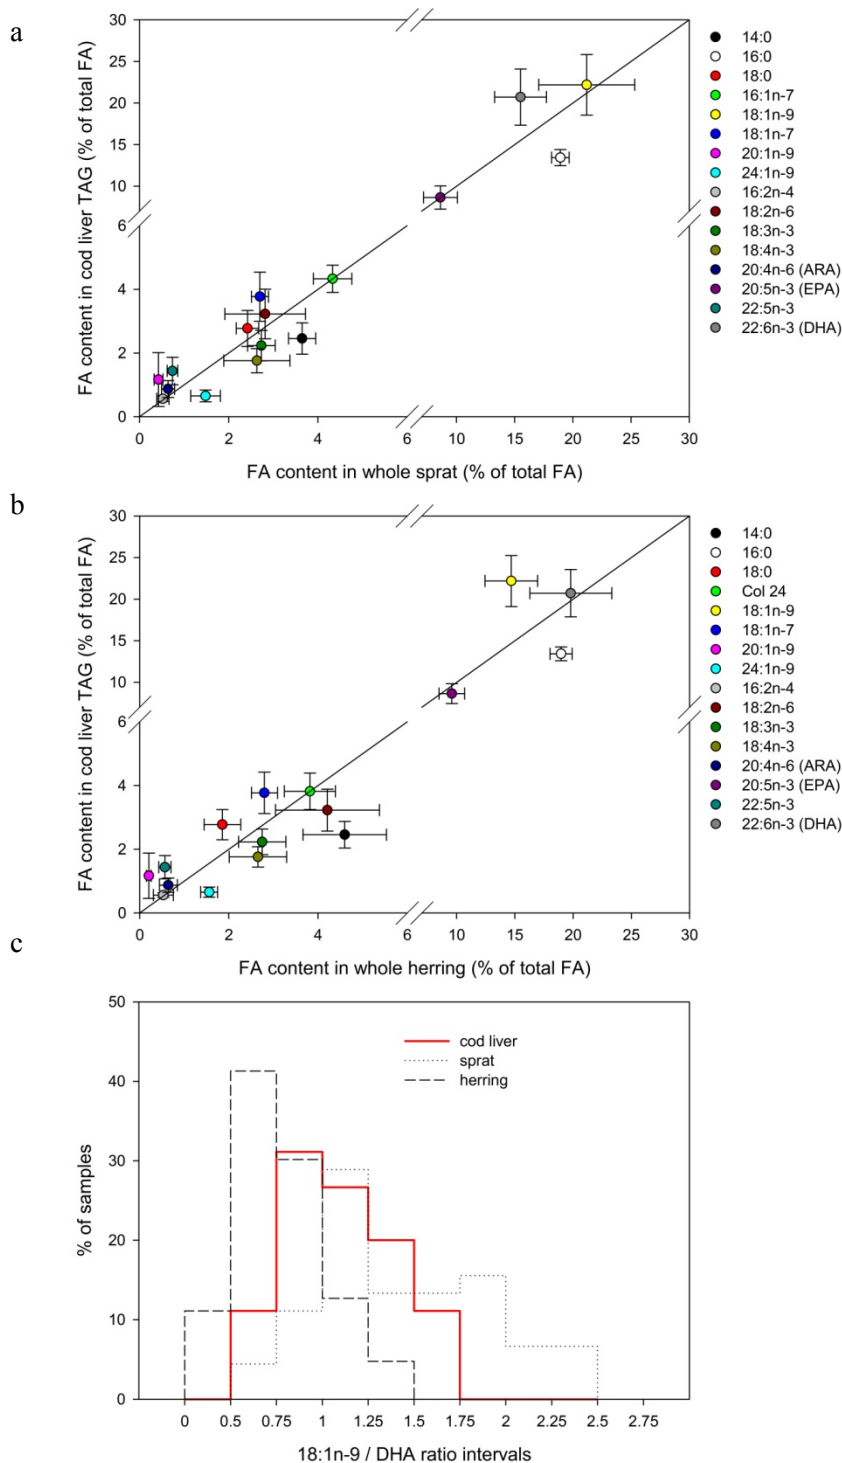 a
FA content in cod liver TAG (% of total FA)
30
25
20
15
10
6
4
2
0
0
2
4
6
10
15
20
25
30
FA content in whole sprat (% of total FA)
14:0
16:0
18:0
16:1n-7
18:1n-9
18:1n-7
20:1n-9
24:1n-9
16:2n-4
18:2n-6
18:3n-3
18:4n-3
20:4n-6 (ARA)
20:5n-3 (EPA)
22:5n-3
22:6n-3 (DHA)
b
FA content in cod liver TAG (% of total FA)
30
25
20
15
10
6
4
2
0
0
2
4
6
10
15
20
25
30
FA content in whole herring (% of total FA)
14:0
16:0
18:0
Col 24
18:1n-9
18:1n-7
20:1n-9
24:1n-9
16:2n-4
18:2n-6
18:3n-3
18:4n-3
20:4n-6 (ARA)
20:5n-3 (EPA)
22:5n-3
22:6n-3 (DHA)
c
% of samples
50
40
30
20
10
0
cod liver
sprat
herring
0
0.5
0.75
1
1.25
1.5
1.75
2
2.25
2.5
2.75
18:1n-9 / DHA ratio intervals